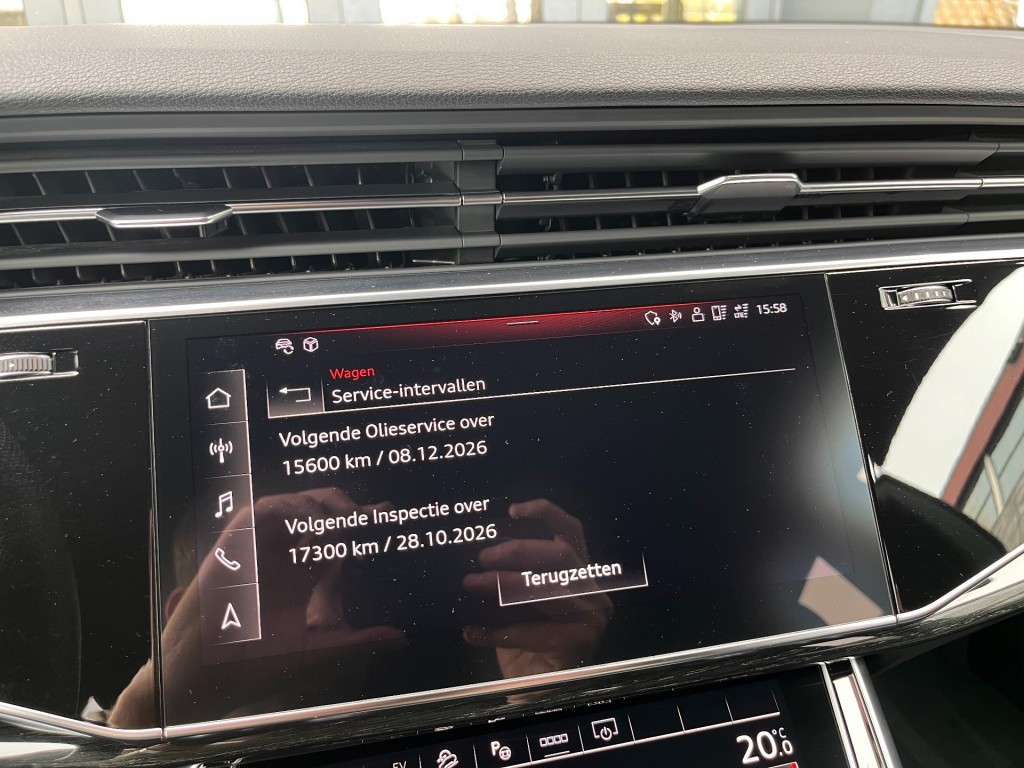 15:58
Wagen
Service-intervallen
Volgende Olieservice over
15600 km / 08.12.2026
Volgende Inspectie over
17300 km / 28.10.2026
Terugzetten
EV
P
20.0 °C